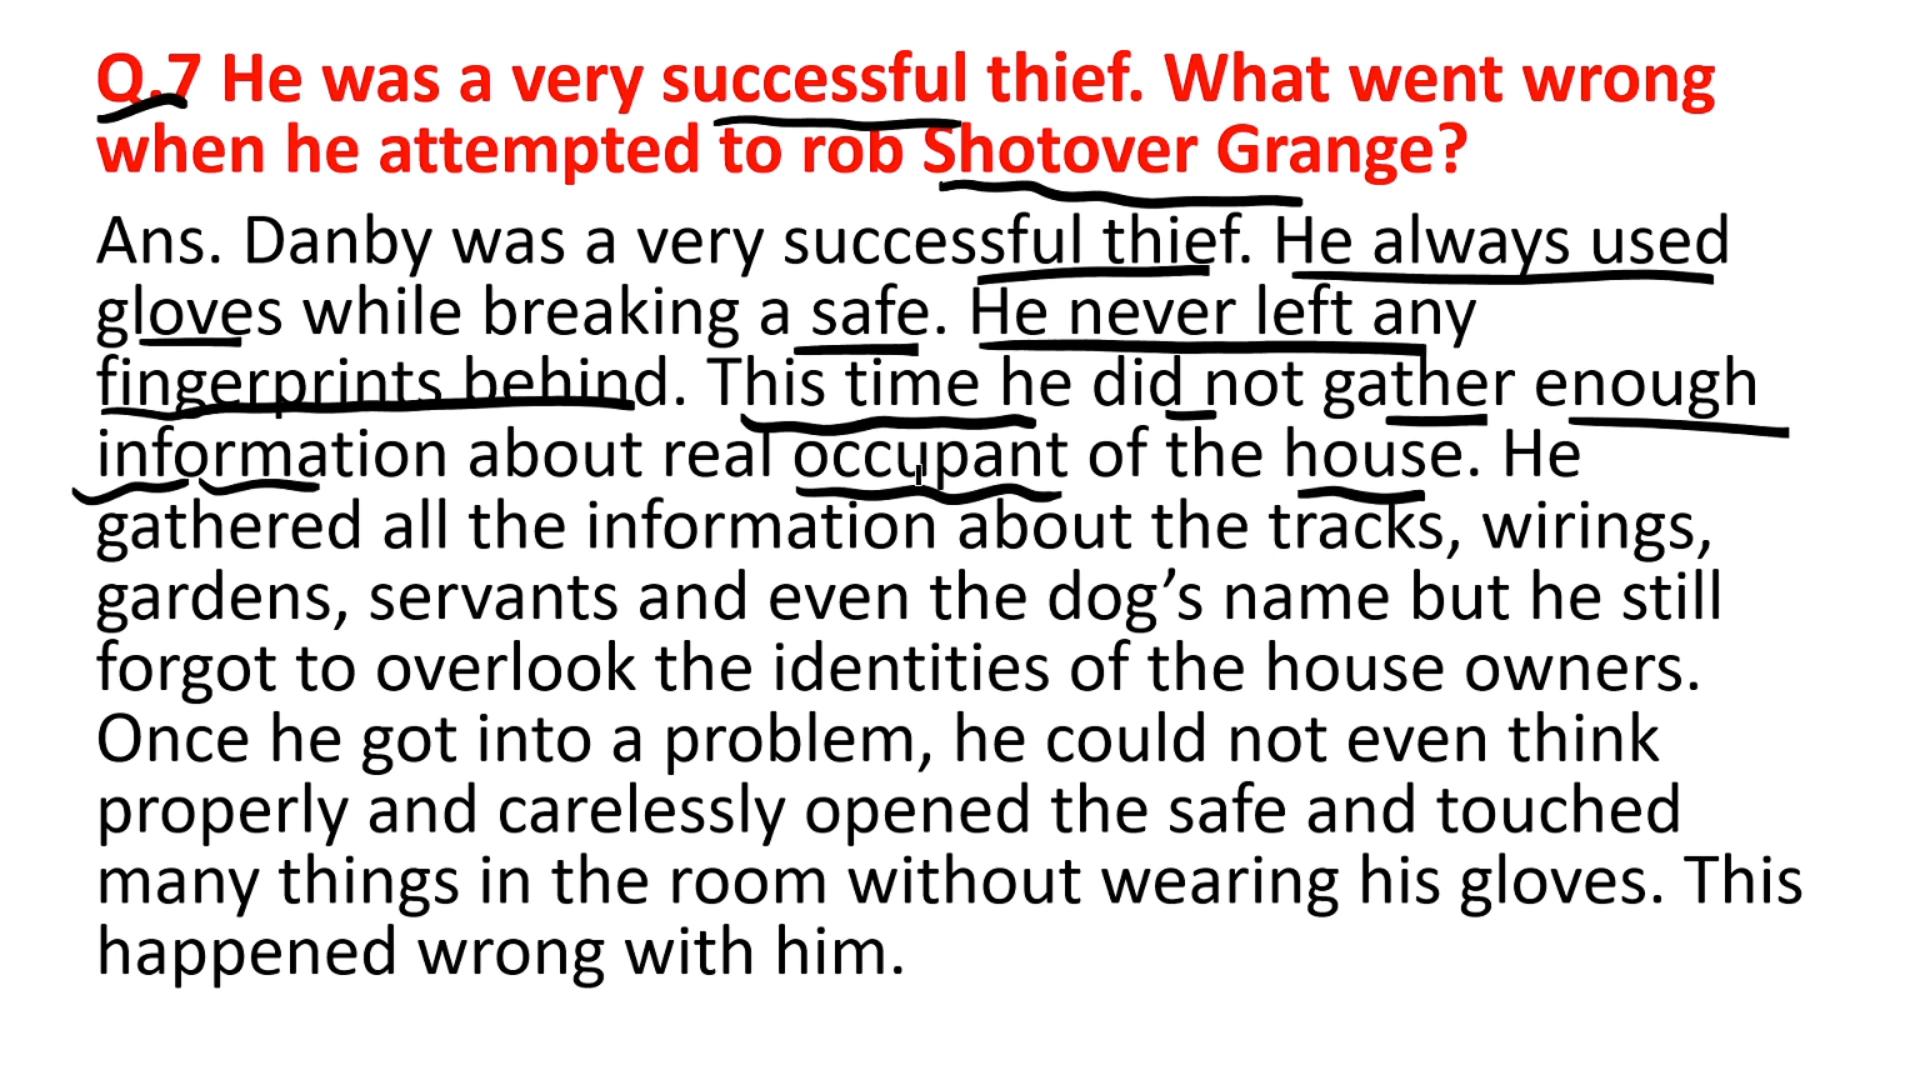 Q.7 He was a very successful thief. What went wrong
when he attempted to rob Shotover Grange?
Ans. Danby was a very successful thief. He always used
gloves while breaking a safe. He never left any
fingerprints behind. This time he did not gather enough
information about real occupant of the house. He
gathered all the information about the tracks, wirings,
gardens, servants and even the dog’s name but he still
forgot to overlook the identities of the house owners.
Once he got into a problem, he could not even think
properly and carelessly opened the safe and touched
many things in the room without wearing his gloves. This
happened wrong with him.